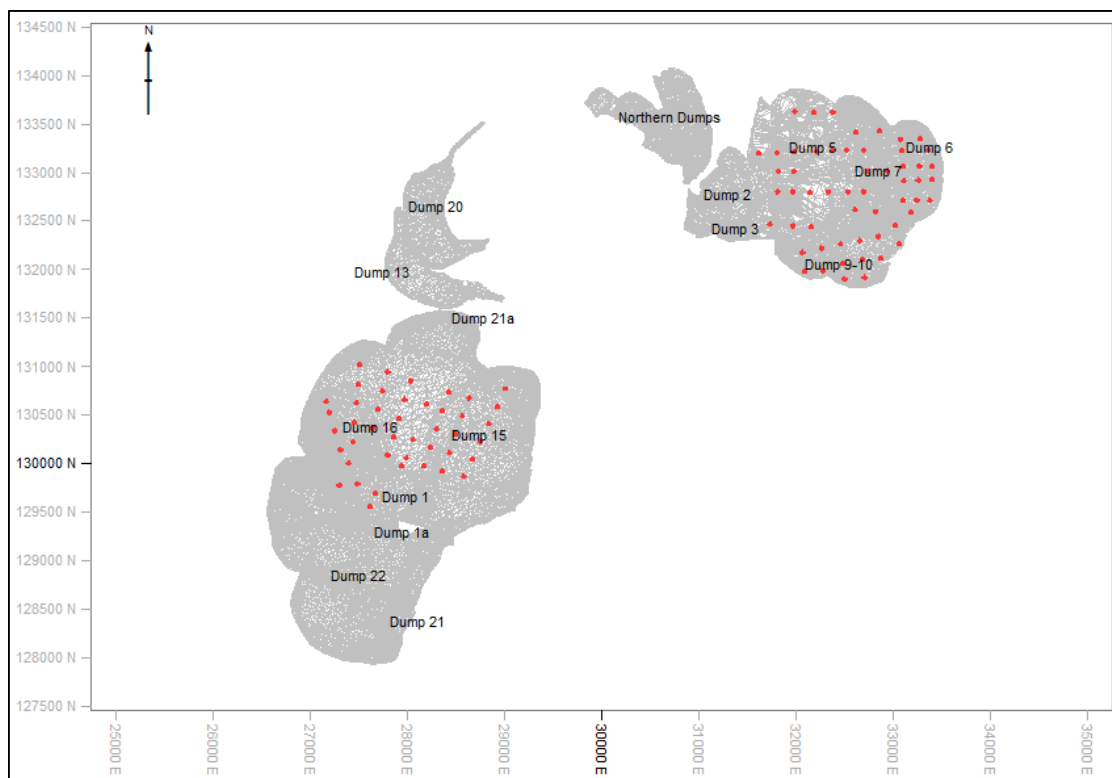 134500 N
N
134000 N
133500 N
Northern Dumps
Dump 5
Dump 6
133000 N
Dump 7
Dump 2
Dump 20
132500 N
Dump 3
132000 N
Dump 13
Dump 9-10
131500 N
Dump 21a
131000 N
130500 N
Dump 16
Dump 15
130000 N
Dump 1
129500 N
Dump 1a
129000 N
Dump 22
128500 N
Dump 21
128000 N
127500 N
25000 E
26000 E
27000 E
28000 E
29000 E
30000 E
31000 E
32000 E
33000 E
34000 E
35000 E